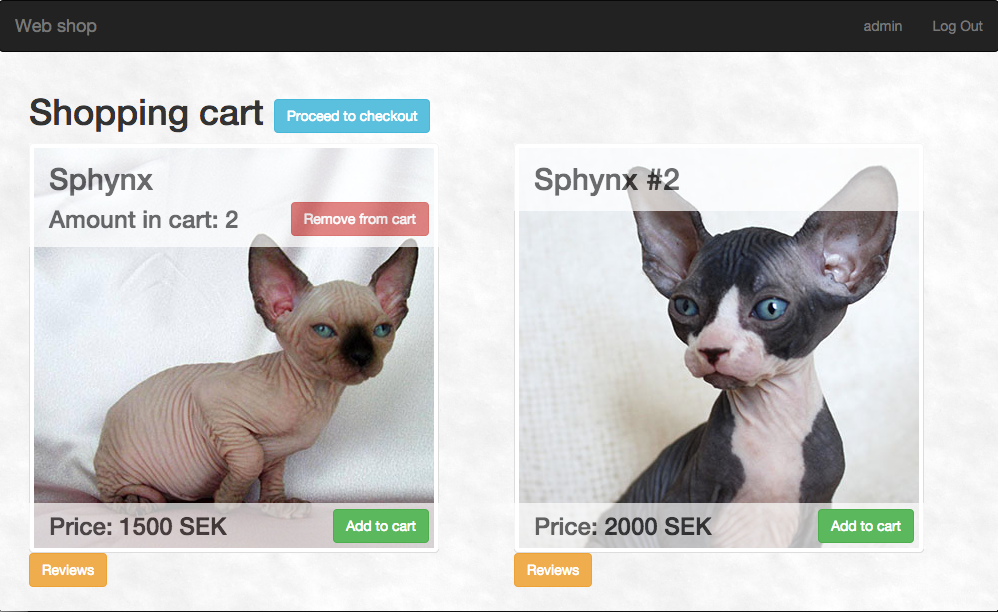 Web shop admin Log Out
Shopping cart Proceed to checkout
Sphynx
Amount in cart: 2 Remove from cart
Price: 1500 SEK Add to cart
Reviews
Sphynx #2
Price: 2000 SEK Add to cart
Reviews